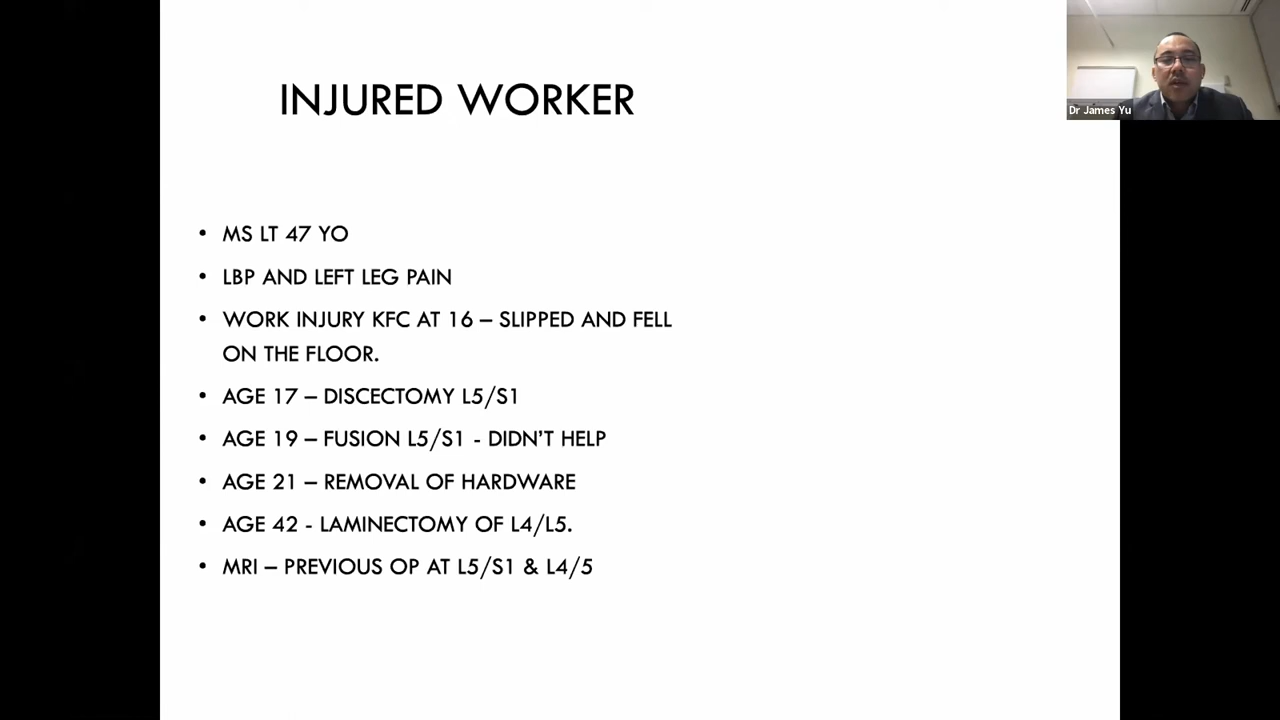 INJURED WORKER
Dr James Yu
• MS LT 47 YO
• LBP AND LEFT LEG PAIN
• WORK INJURY KFC AT 16 – SLIPPED AND FELL
ON THE FLOOR.
• AGE 17 – DISCECTOMY L5/S1
• AGE 19 – FUSION L5/S1 - DIDN'T HELP
• AGE 21 – REMOVAL OF HARDWARE
• AGE 42 - LAMINECTOMY OF L4/L5.
• MRI – PREVIOUS OP AT L5/S1 & L4/5